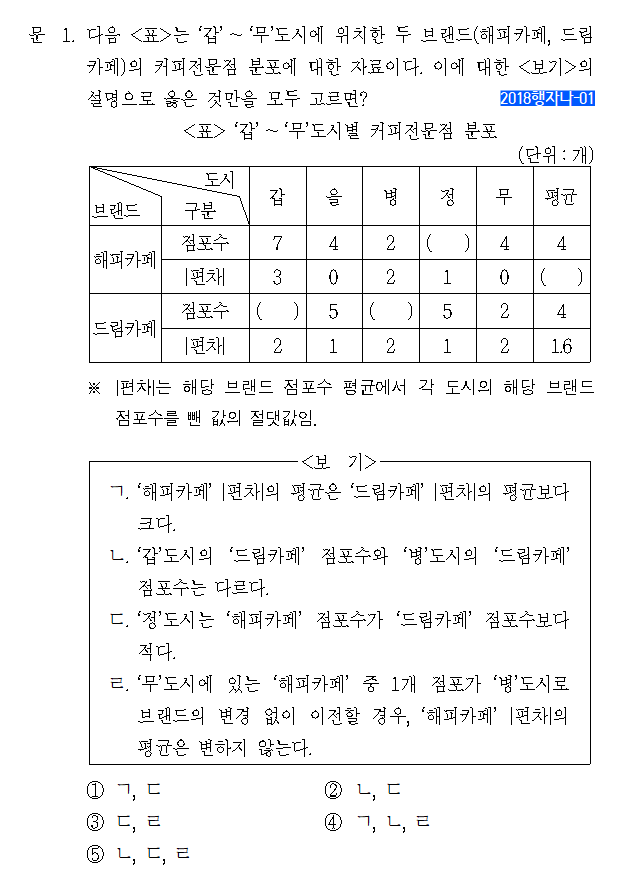 문 1. 다음 <표>는 ‘갑’ ~ ‘무’도시에 위치한 두 브랜드(해피카페, 드림
카페)의 커피전문점 분포에 대한 자료이다. 이에 대한 <보기>의
설명으로 옳은 것만을 모두 고르면?
2018행자나-01
<표> ‘갑’ ~ ‘무’도시별 커피전문점 분포
(단위 : 개)
브랜드 구분 도시 갑 을 병 정 무 평균
해피카페 점포수 7 4 2 ( ) 4 4
|편차| 3 0 2 1 0 ( )
드림카페 점포수 ( ) 5 ( ) 5 2 4
|편차| 2 1 2 1 2 1.6
※ |편차|는 해당 브랜드 점포수 평균에서 각 도시의 해당 브랜드
점포수를 뺀 값의 절댓값임.
<보 기>
ㄱ. ‘해피카페’ |편차|의 평균은 ‘드림카페’ |편차|의 평균보다
크다.
ㄴ. ‘갑’도시의 ‘드림카페’ 점포수와 ‘병’도시의 ‘드림카페’
점포수는 다르다.
ㄷ. ‘정’도시는 ‘해피카페’ 점포수가 ‘드림카페’ 점포수보다
적다.
ㄹ. ‘무’도시에 있는 ‘해피카페’ 중 1개 점포가 ‘병’도시로
브랜드의 변경 없이 이전할 경우, ‘해피카페’ |편차|의
평균은 변하지 않는다.
① ㄱ, ㄷ ② ㄴ, ㄷ
③ ㄷ, ㄹ ④ ㄱ, ㄴ, ㄹ
⑤ ㄴ, ㄷ, ㄹ